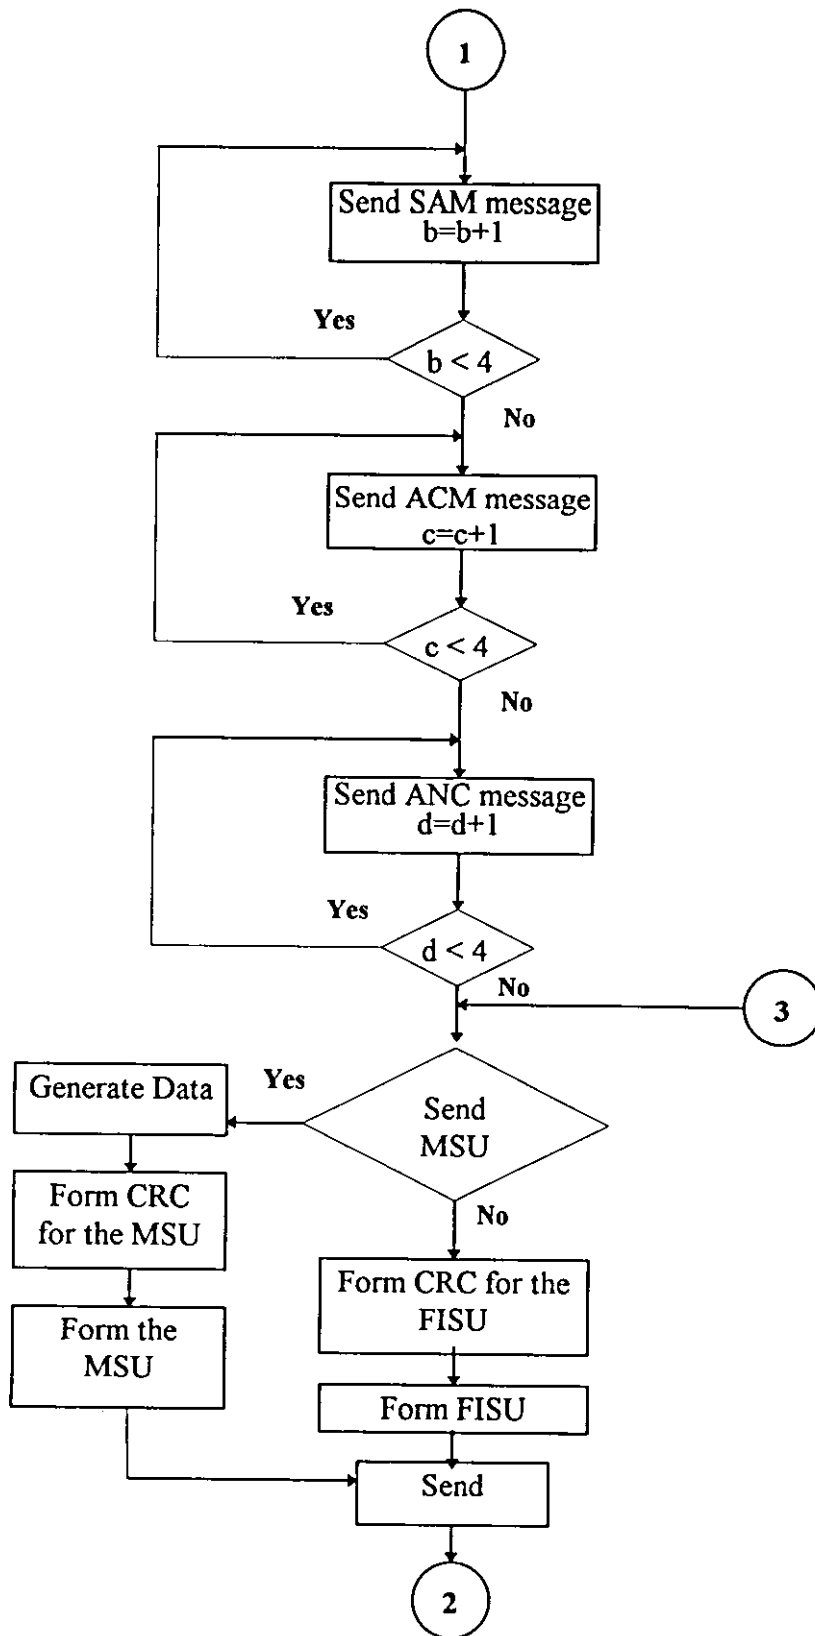 1
Send SAM message
b=b+1
Yes
b < 4
No
Send ACM message
c=c+1
Yes
c < 4
No
Send ANC message
d=d+1
Yes
d < 4
No
3
Yes
Generate Data
Send
MSU
Form CRC
for the MSU
No
Form CRC for the
FISU
Form the
MSU
Form FISU
Send
2